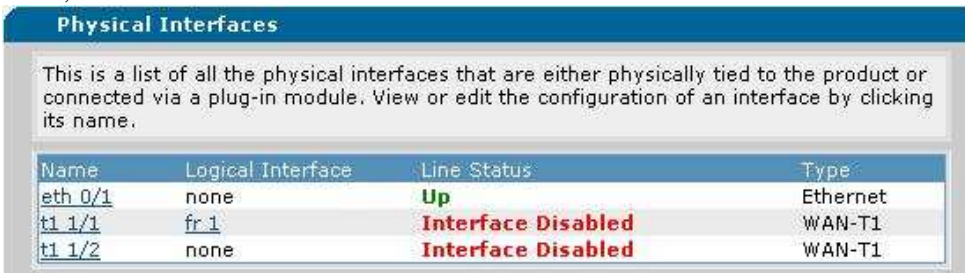 Physical Interfaces
This is a list of all the physical interfaces that are either physically tied to the product or
connected via a plug-in module. View or edit the configuration of an interface by clicking
its name.
Name Logical Interface Line Status Type
eth 0/1 none Up Ethernet
t1 1/1 fr 1 Interface Disabled WAN-T1
t1 1/2 none Interface Disabled WAN-T1